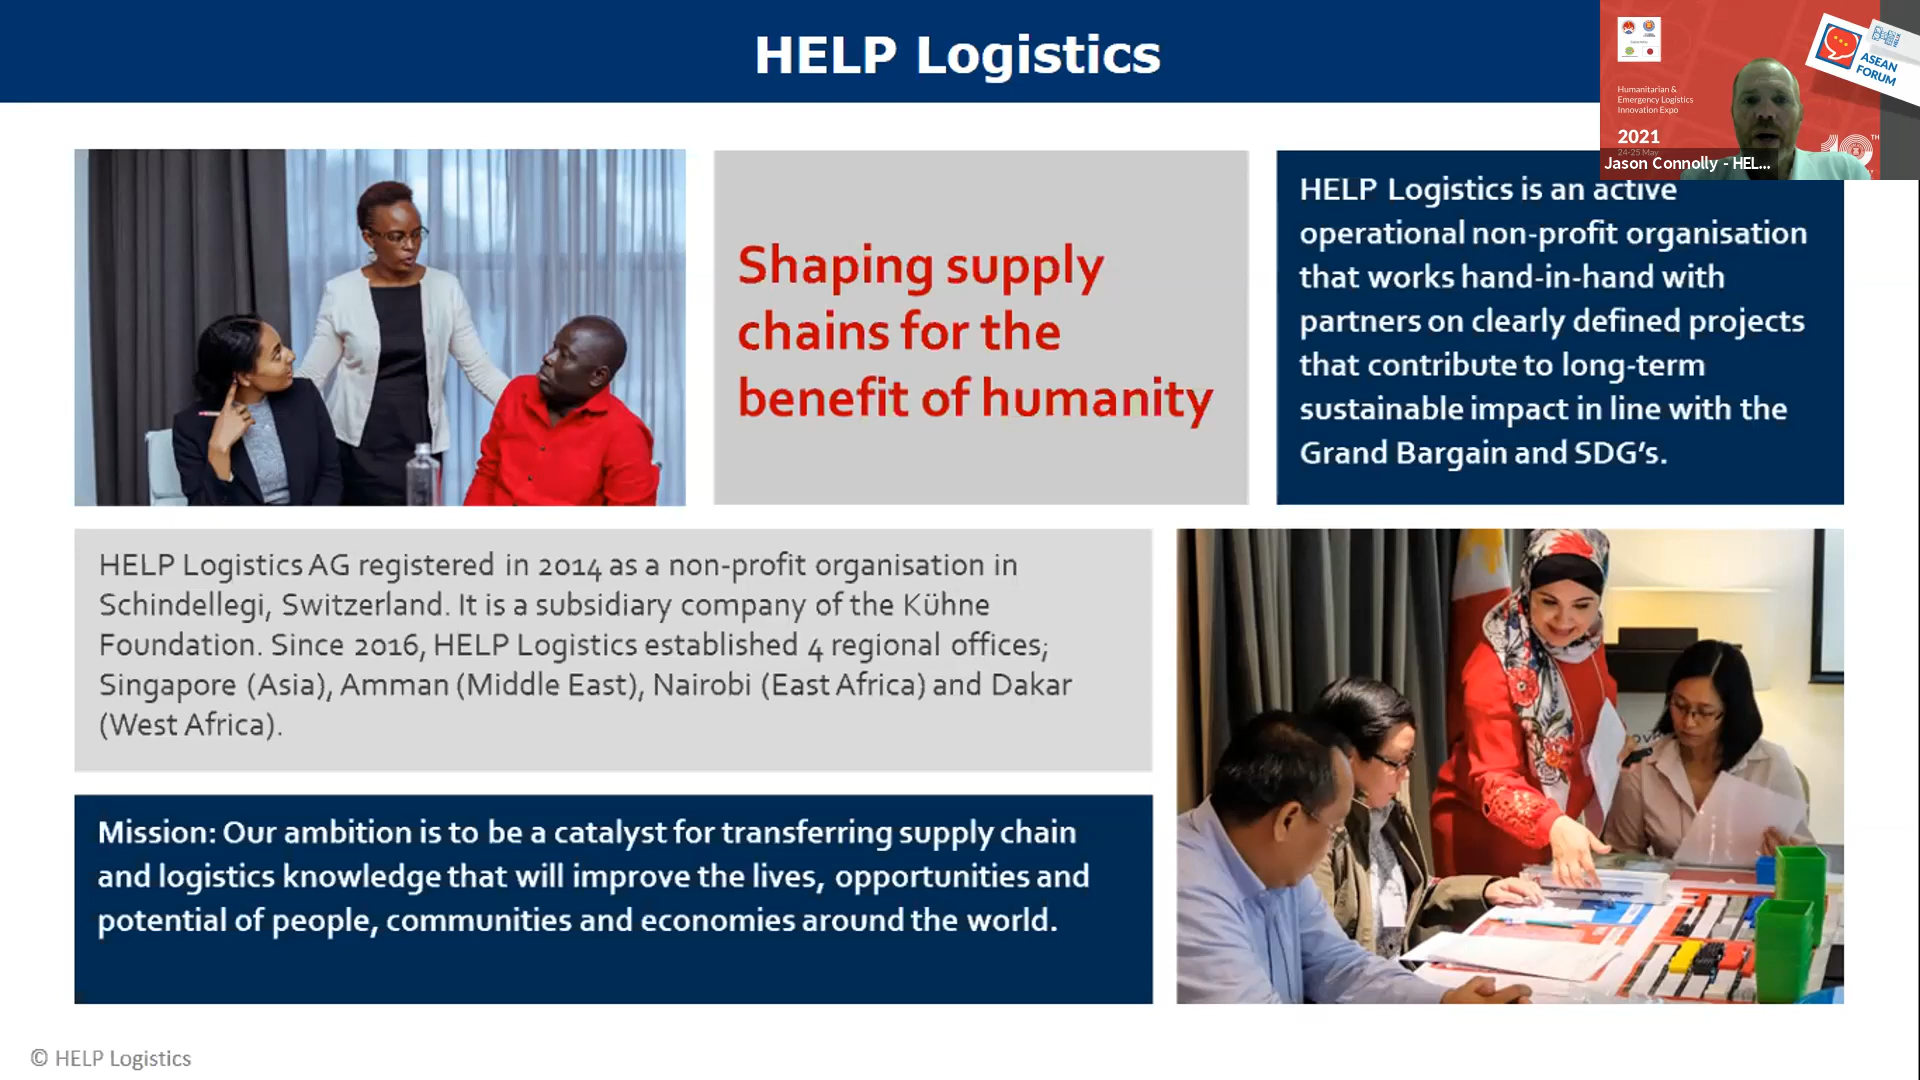 HELP Logistics
Humanitarian &
Emergency Logistics
Innovation Expo
2021
24-25 May
ASEAN
FORUM
Jason Connolly - HEL...
Shaping supply
chains for the
benefit of humanity
HELP Logistics is an active
operational non-profit organisation
that works hand-in-hand with
partners on clearly defined projects
that contribute to long-term
sustainable impact in line with the
Grand Bargain and SDG's.
HELP Logistics AG registered in 2014 as a non-profit organisation in
Schindellegi, Switzerland. It is a subsidiary company of the Kühne
Foundation. Since 2016, HELP Logistics established 4 regional offices;
Singapore (Asia), Amman (Middle East), Nairobi (East Africa) and Dakar
(West Africa).
Mission: Our ambition is to be a catalyst for transferring supply chain
and logistics knowledge that will improve the lives, opportunities and
potential of people, communities and economies around the world.
© HELP Logistics